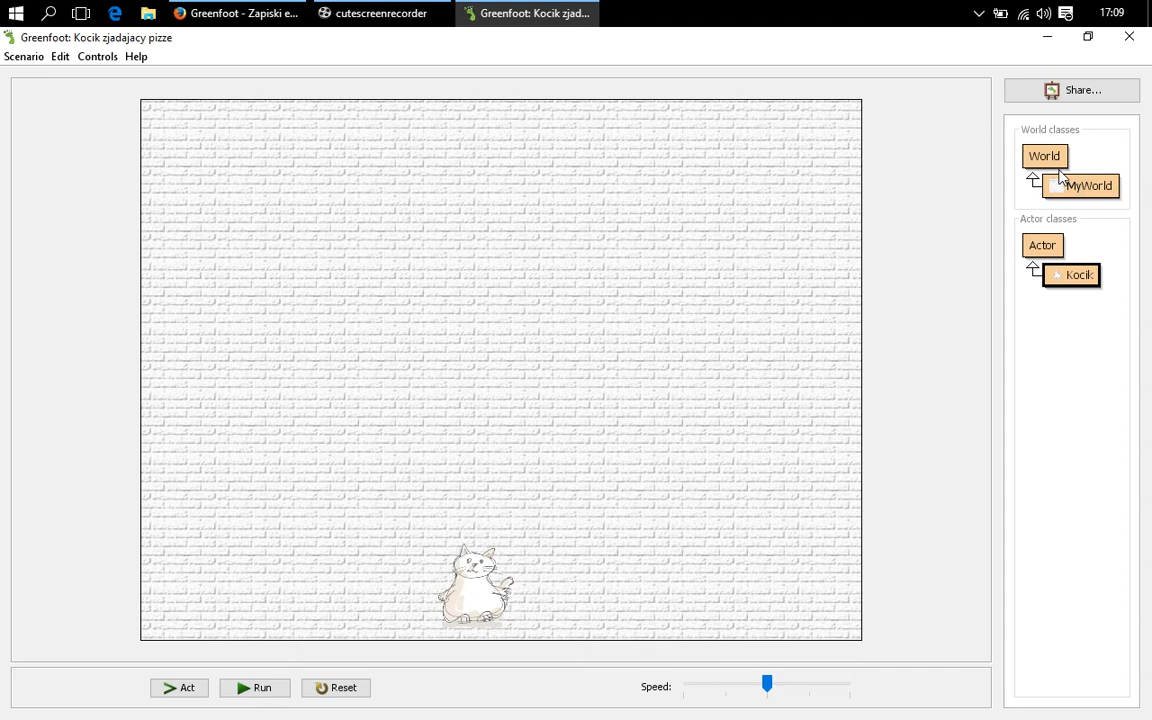 Greenfoot - Zapiski e...
cutescreenrecorder
Greenfoot: Kocik zjad...
17:09
Greenfoot: Kocik zjadajacy pizze
Scenario Edit Controls Help
Share...
World classes
World
MyWorld
Actor classes
Actor
Kocik
Act
Run
Reset
Speed: